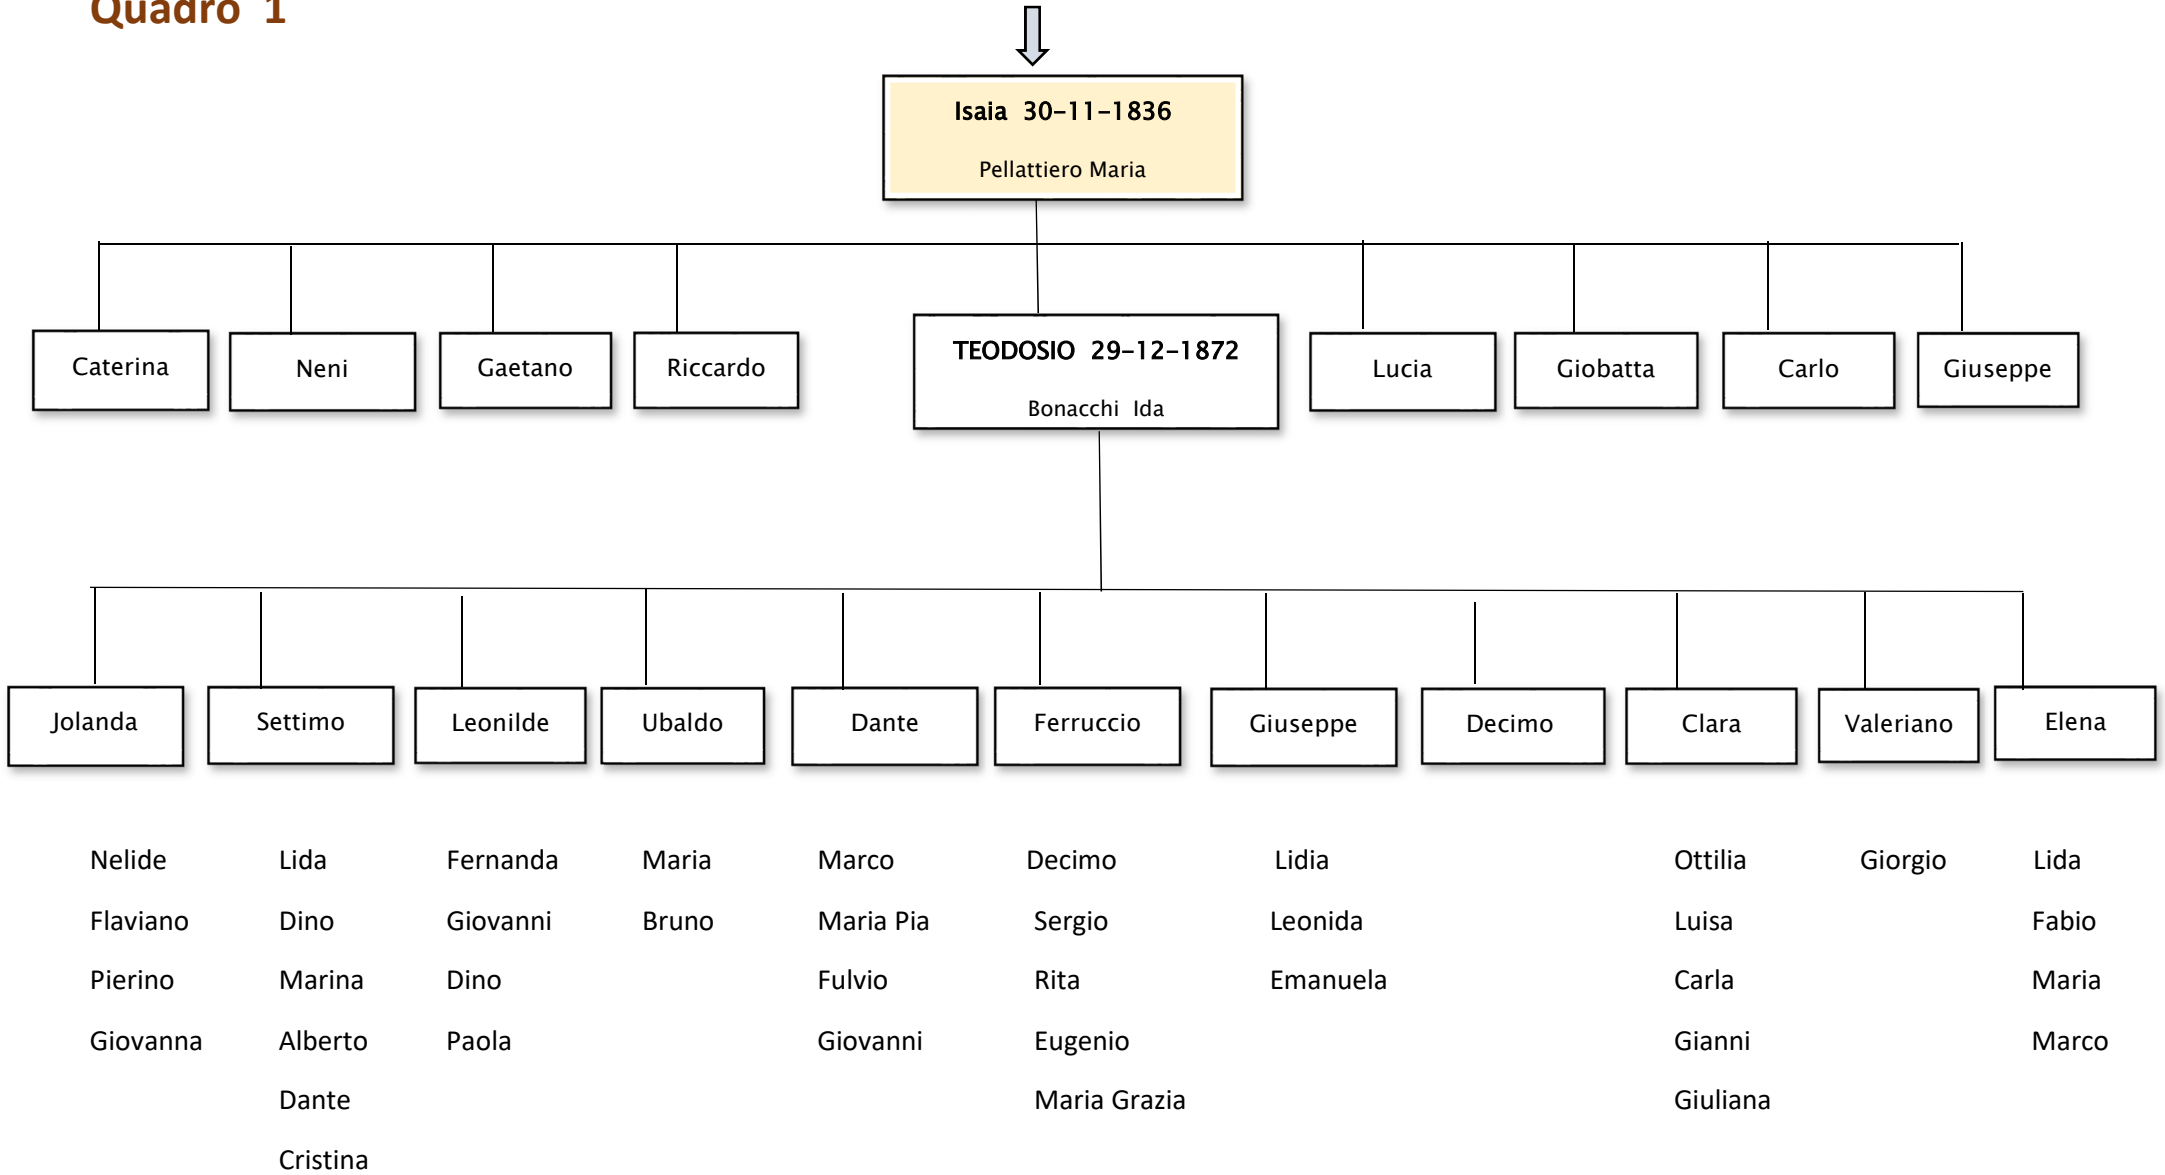 Quadro 1
Isaia 30-11-1836
Pellattiero Maria
Caterina
Neni
Gaetano
Riccardo
TEODOSIO 29-12-1872
Bonacchi Ida
Lucia
Giobatta
Carlo
Giuseppe
Jolanda
Settimo
Leonilde
Ubaldo
Dante
Ferruccio
Giuseppe
Decimo
Clara
Valeriano
Elena
Nelide
Flaviano
Pierino
Giovanna
Lida
Dino
Marina
Alberto
Dante
Cristina
Fernanda
Giovanni
Dino
Paola
Maria
Bruno
Marco
Maria Pia
Fulvio
Giovanni
Decimo
Sergio
Rita
Eugenio
Maria Grazia
Lidia
Leonida
Emanuela
Ottilia
Luisa
Carla
Gianni
Giuliana
Giorgio
Lida
Fabio
Maria
Marco